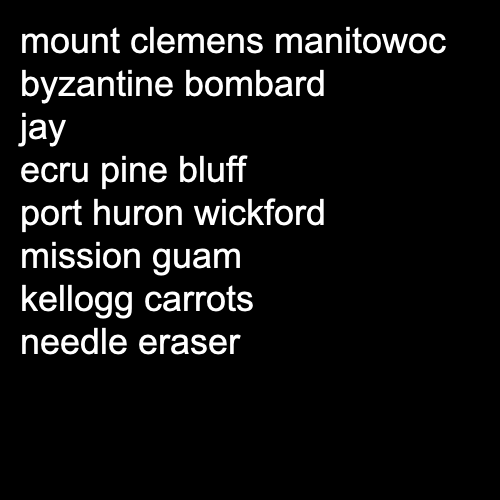 mount clemens manitowoc
byzantine bombard
jay
ecru pine bluff
port huron wickford
mission guam
kellogg carrots
needle eraser